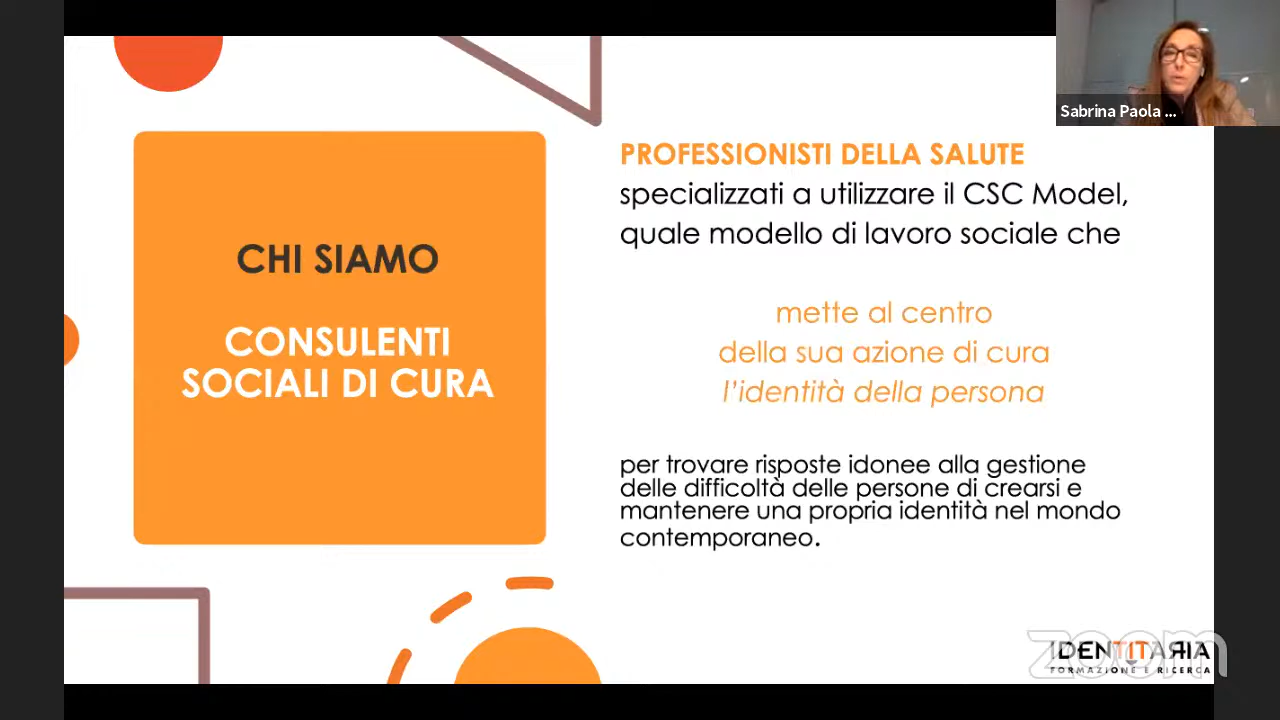 Sabrina Paola ...
CHI SIAMO
CONSULENTI
SOCIALI DI CURA
PROFESSIONISTI DELLA SALUTE
specializzati a utilizzare il CSC Model,
quale modello di lavoro sociale che
mette al centro
della sua azione di cura
l'identità della persona
per trovare risposte idonee alla gestione
delle difficoltà delle persone di crearsi e
mantenere una propria identità nel mondo
contemporaneo.
IDENTITARIA
FORMAZIONE E RICERCA
zoom